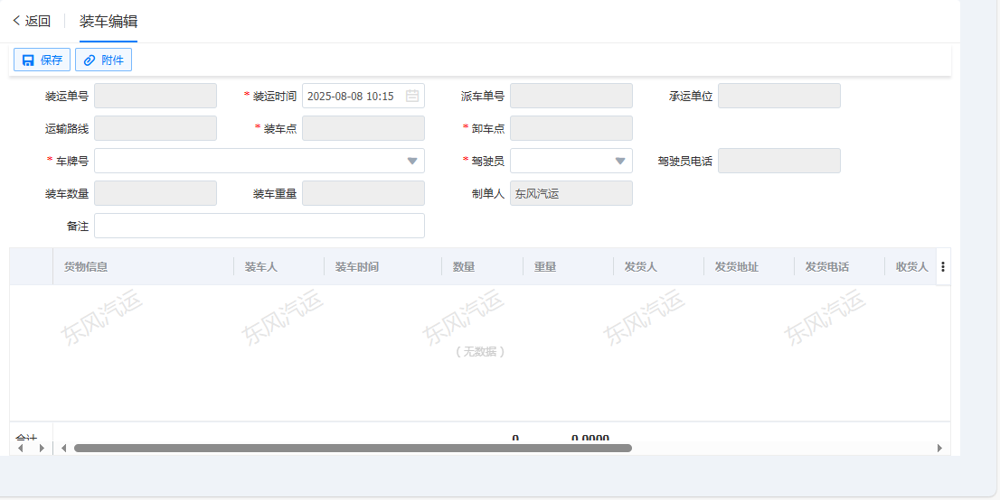 返回 装车编辑
保存 附件
装运单号 * 装运时间 2025-08-08 10:15 派车单号 承运单位
运输路线 * 装车点 * 卸车点
* 车牌号 * 驾驶员 驾驶员电话
装车数量 装车重量 制单人 东风汽运
备注
货物信息 装车人 装车时间 数量 重量 发货人 发货地址 发货电话 收货人
东风汽运 东风汽运 东风汽运 东风汽运 东风汽运
( 无数据 )
合计 0 0.0000